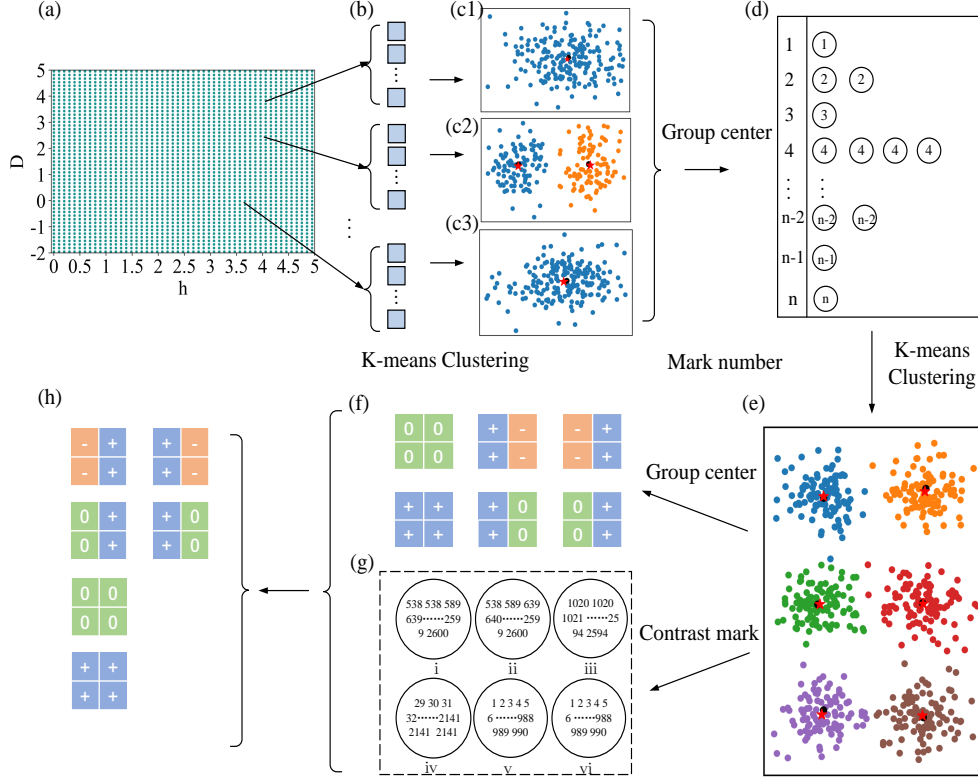 (a)
5
4
3
2
1
0
-1
-2
D
0 0.5 1 1.5 2 2.5 3 3.5 4 4.5 5
h
(b)
(c1)
(c2)
(c3)
K-means Clustering
Group center
Mark number
(d)
1 1
2 2 2
3 3
4 4 4 4 4
n-2 n-2 n-2
n-1 n-1
n n
K-means
Clustering
(e)
Group center
Contrast mark
(f)
0 0 + - - +
0 0 + - - +
+ + + 0 0 +
+ + + 0 0 +
(g)
538 538 589
639······259
9 2600
i
538 589 639
640······259
9 2600
ii
1020 1020
1021 ······25
94 2594
iii
29 30 31
32······2141
2141 2141
iv
1 2 3 4 5
6 ······988
989 990
v
1 2 3 4 5
6 ······988
989 990
vi
(h)
- + + -
- + + -
0 + + 0
0 + + 0
0 0
0 0
+ +
+ +